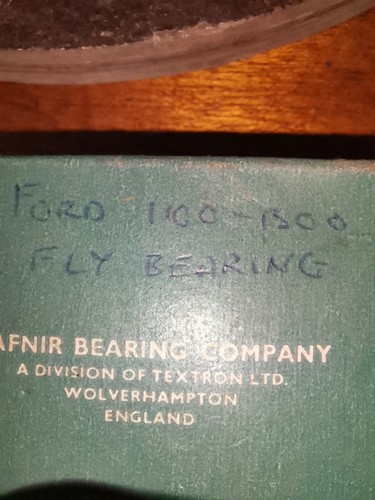 FORD 1100-1300
FLY BEARING
AFNIR BEARING COMPANY
A DIVISION OF TEXTRON LTD.
WOLVERHAMPTON
ENGLAND